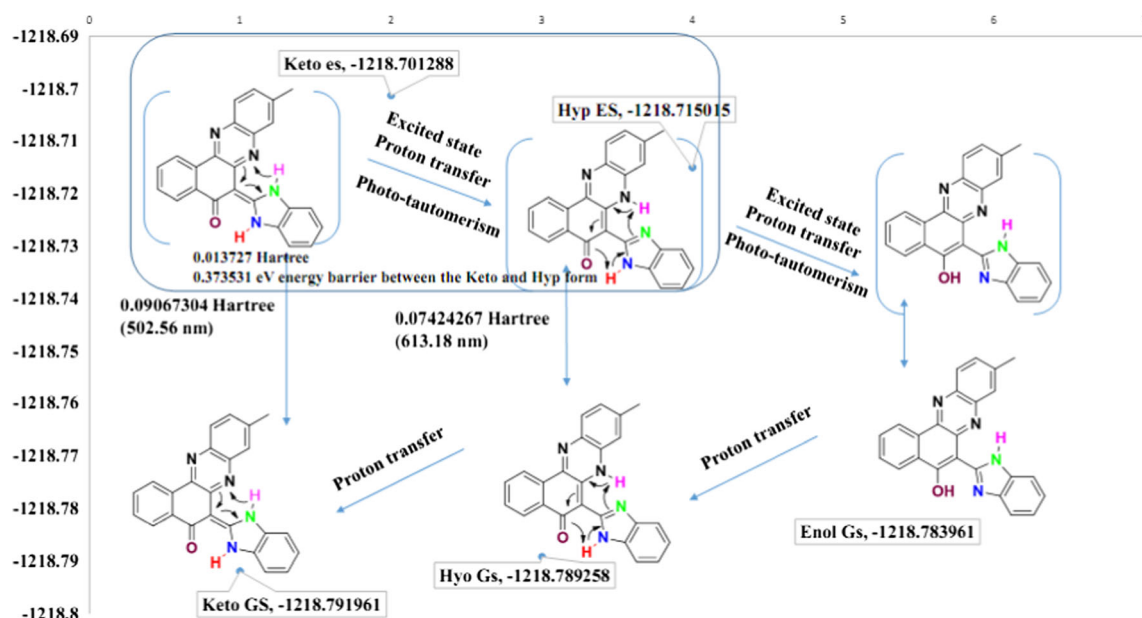 0 1 2 3 4 5 6
-1218.69
-1218.7
-1218.71
-1218.72
-1218.73
-1218.74
-1218.75
-1218.76
-1218.77
-1218.78
-1218.79
-1218.8
Keto es, -1218.701288
Hyp ES, -1218.715015
Excited state
Proton transfer
Photo-tautomerism
Excited state
Proton transfer
Photo-tautomerism
N
N
H
N
N
H
O
N
N
H
N
N
H
O
N
N
H
N
N
OH
0.013727 Hartree
0.373531 eV energy barrier between the Keto and Hyp form
0.09067304 Hartree
(502.56 nm)
0.07424267 Hartree
(613.18 nm)
Proton transfer
Proton transfer
N
N
H
N
N
H
O
N
N
H
N
N
H
O
N
N
H
N
N
OH
Keto GS, -1218.791961
Hyo Gs, -1218.789258
Enol Gs, -1218.783961